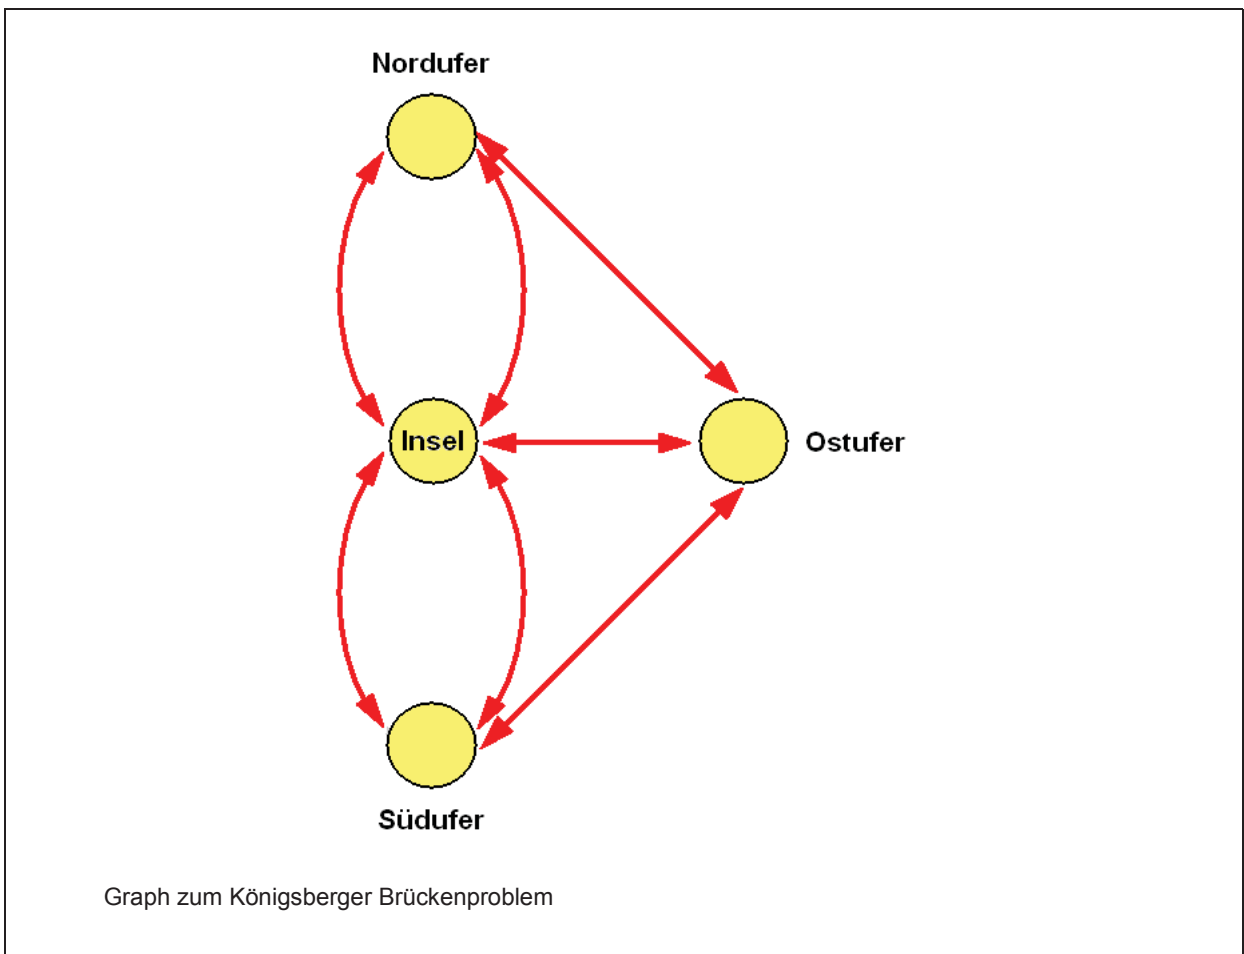 Nordufer
Insel
Ostufer
Südufer
Graph zum Königsberger Brückenproblem